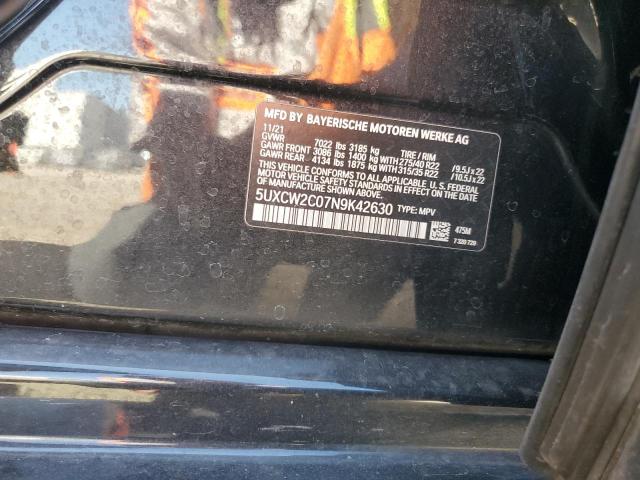 MFD BY BAYERISCHE MOTOREN WERKE AG
11/21
GVWR 7022 lbs 3185 kg TIRE / RIM
GAWR FRONT 3086 lbs 1400 kg WITH 275/40 R22 /9.5J x 22
GAWR REAR 4134 lbs 1875 kg WITH 315/35 R22 /10.5J x 22
THIS VEHICLE CONFORMS TO ALL APPLICABLE U.S. FEDERAL
MOTOR VEHICLE SAFETY STANDARDS IN EFFECT ON THE
DATE OF MANUFACTURE SHOWN ABOVE.
5UXCW2C07N9K42630 TYPE: MPV
475M
7 320 720